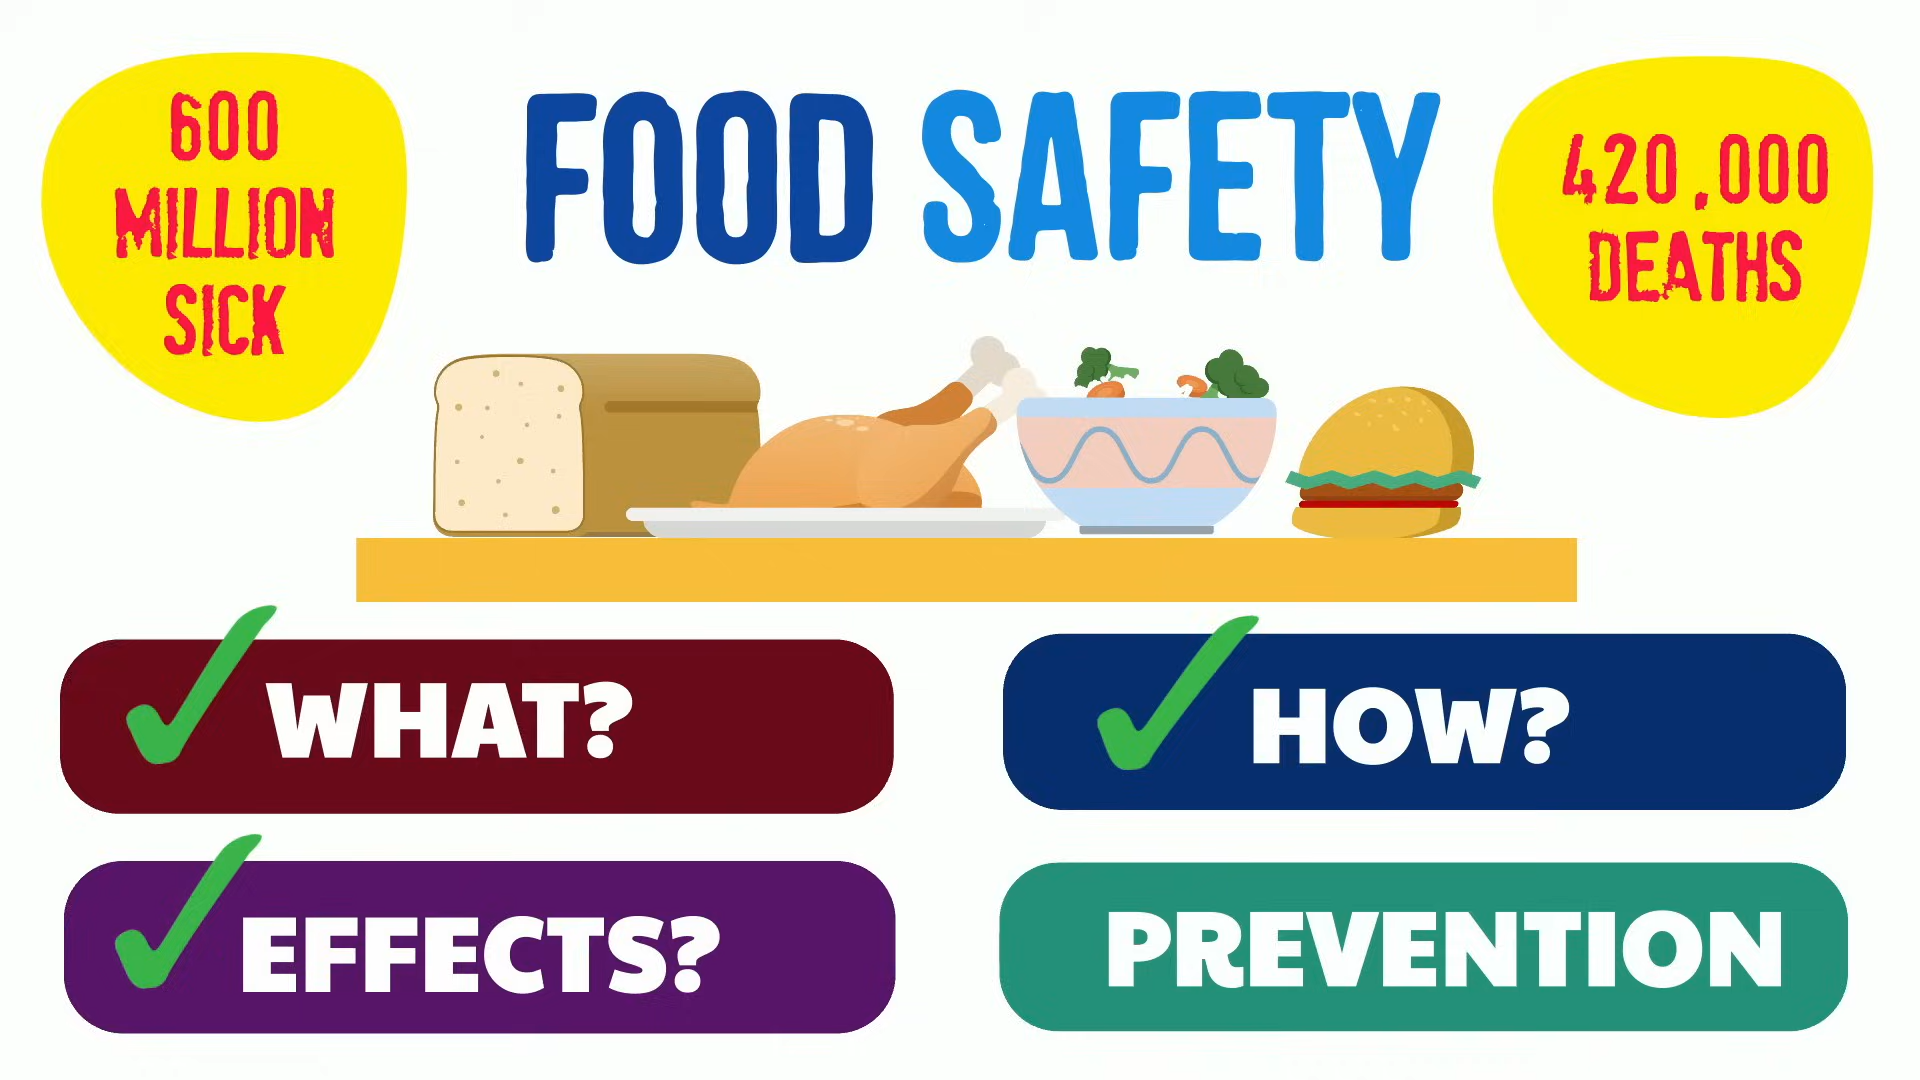 600
MILLION
SICK
FOOD SAFETY
420,000
DEATHS
WHAT?
HOW?
EFFECTS?
PREVENTION